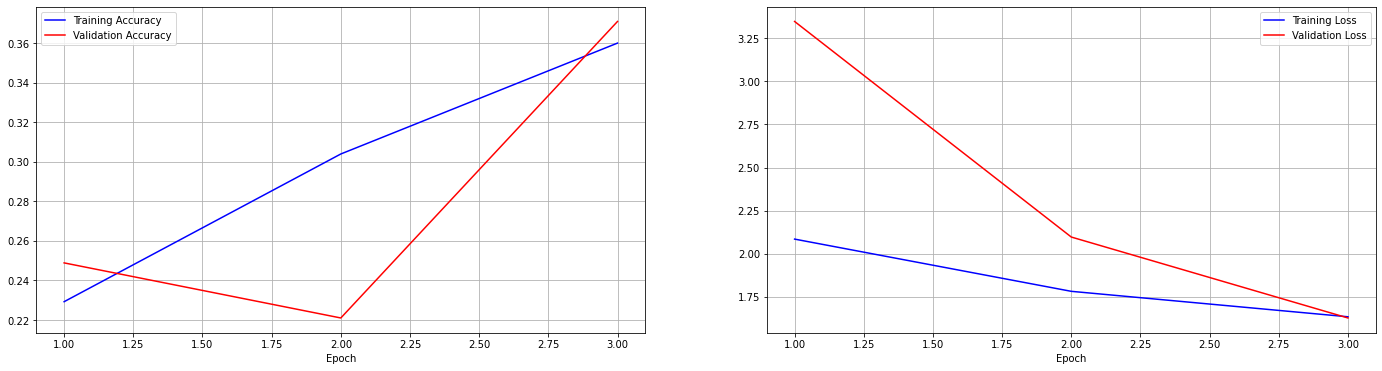 Training Accuracy
Validation Accuracy
0.36
0.34
0.32
0.30
0.28
0.26
0.24
0.22
1.00 1.25 1.50 1.75 2.00 2.25 2.50 2.75 3.00
Epoch
Training Loss
Validation Loss
3.25
3.00
2.75
2.50
2.25
2.00
1.75
1.00 1.25 1.50 1.75 2.00 2.25 2.50 2.75 3.00
Epoch